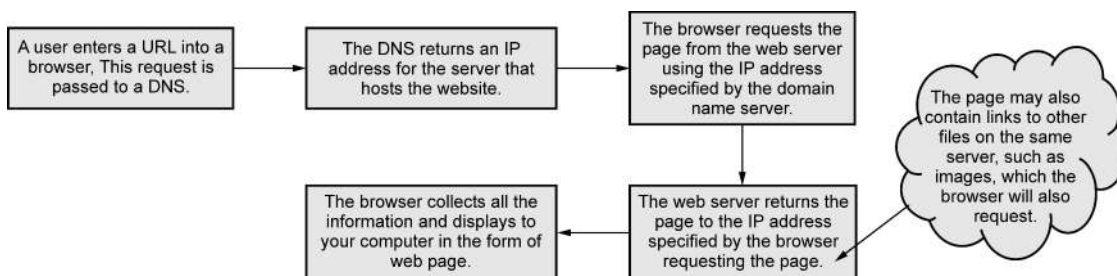 A user enters a URL into a
browser, This request is
passed to a DNS.
The DNS returns an IP
address for the server that
hosts the website.
The browser requests the
page from the web server
using the IP address
specified by the domain
name server.
The page may also
contain links to other
files on the same
server, such as
images, which the
browser will also
request.
The web server returns the
page to the IP address
specified by the browser
requesting the page.
The browser collects all the
information and displays to
your computer in the form of
web page.